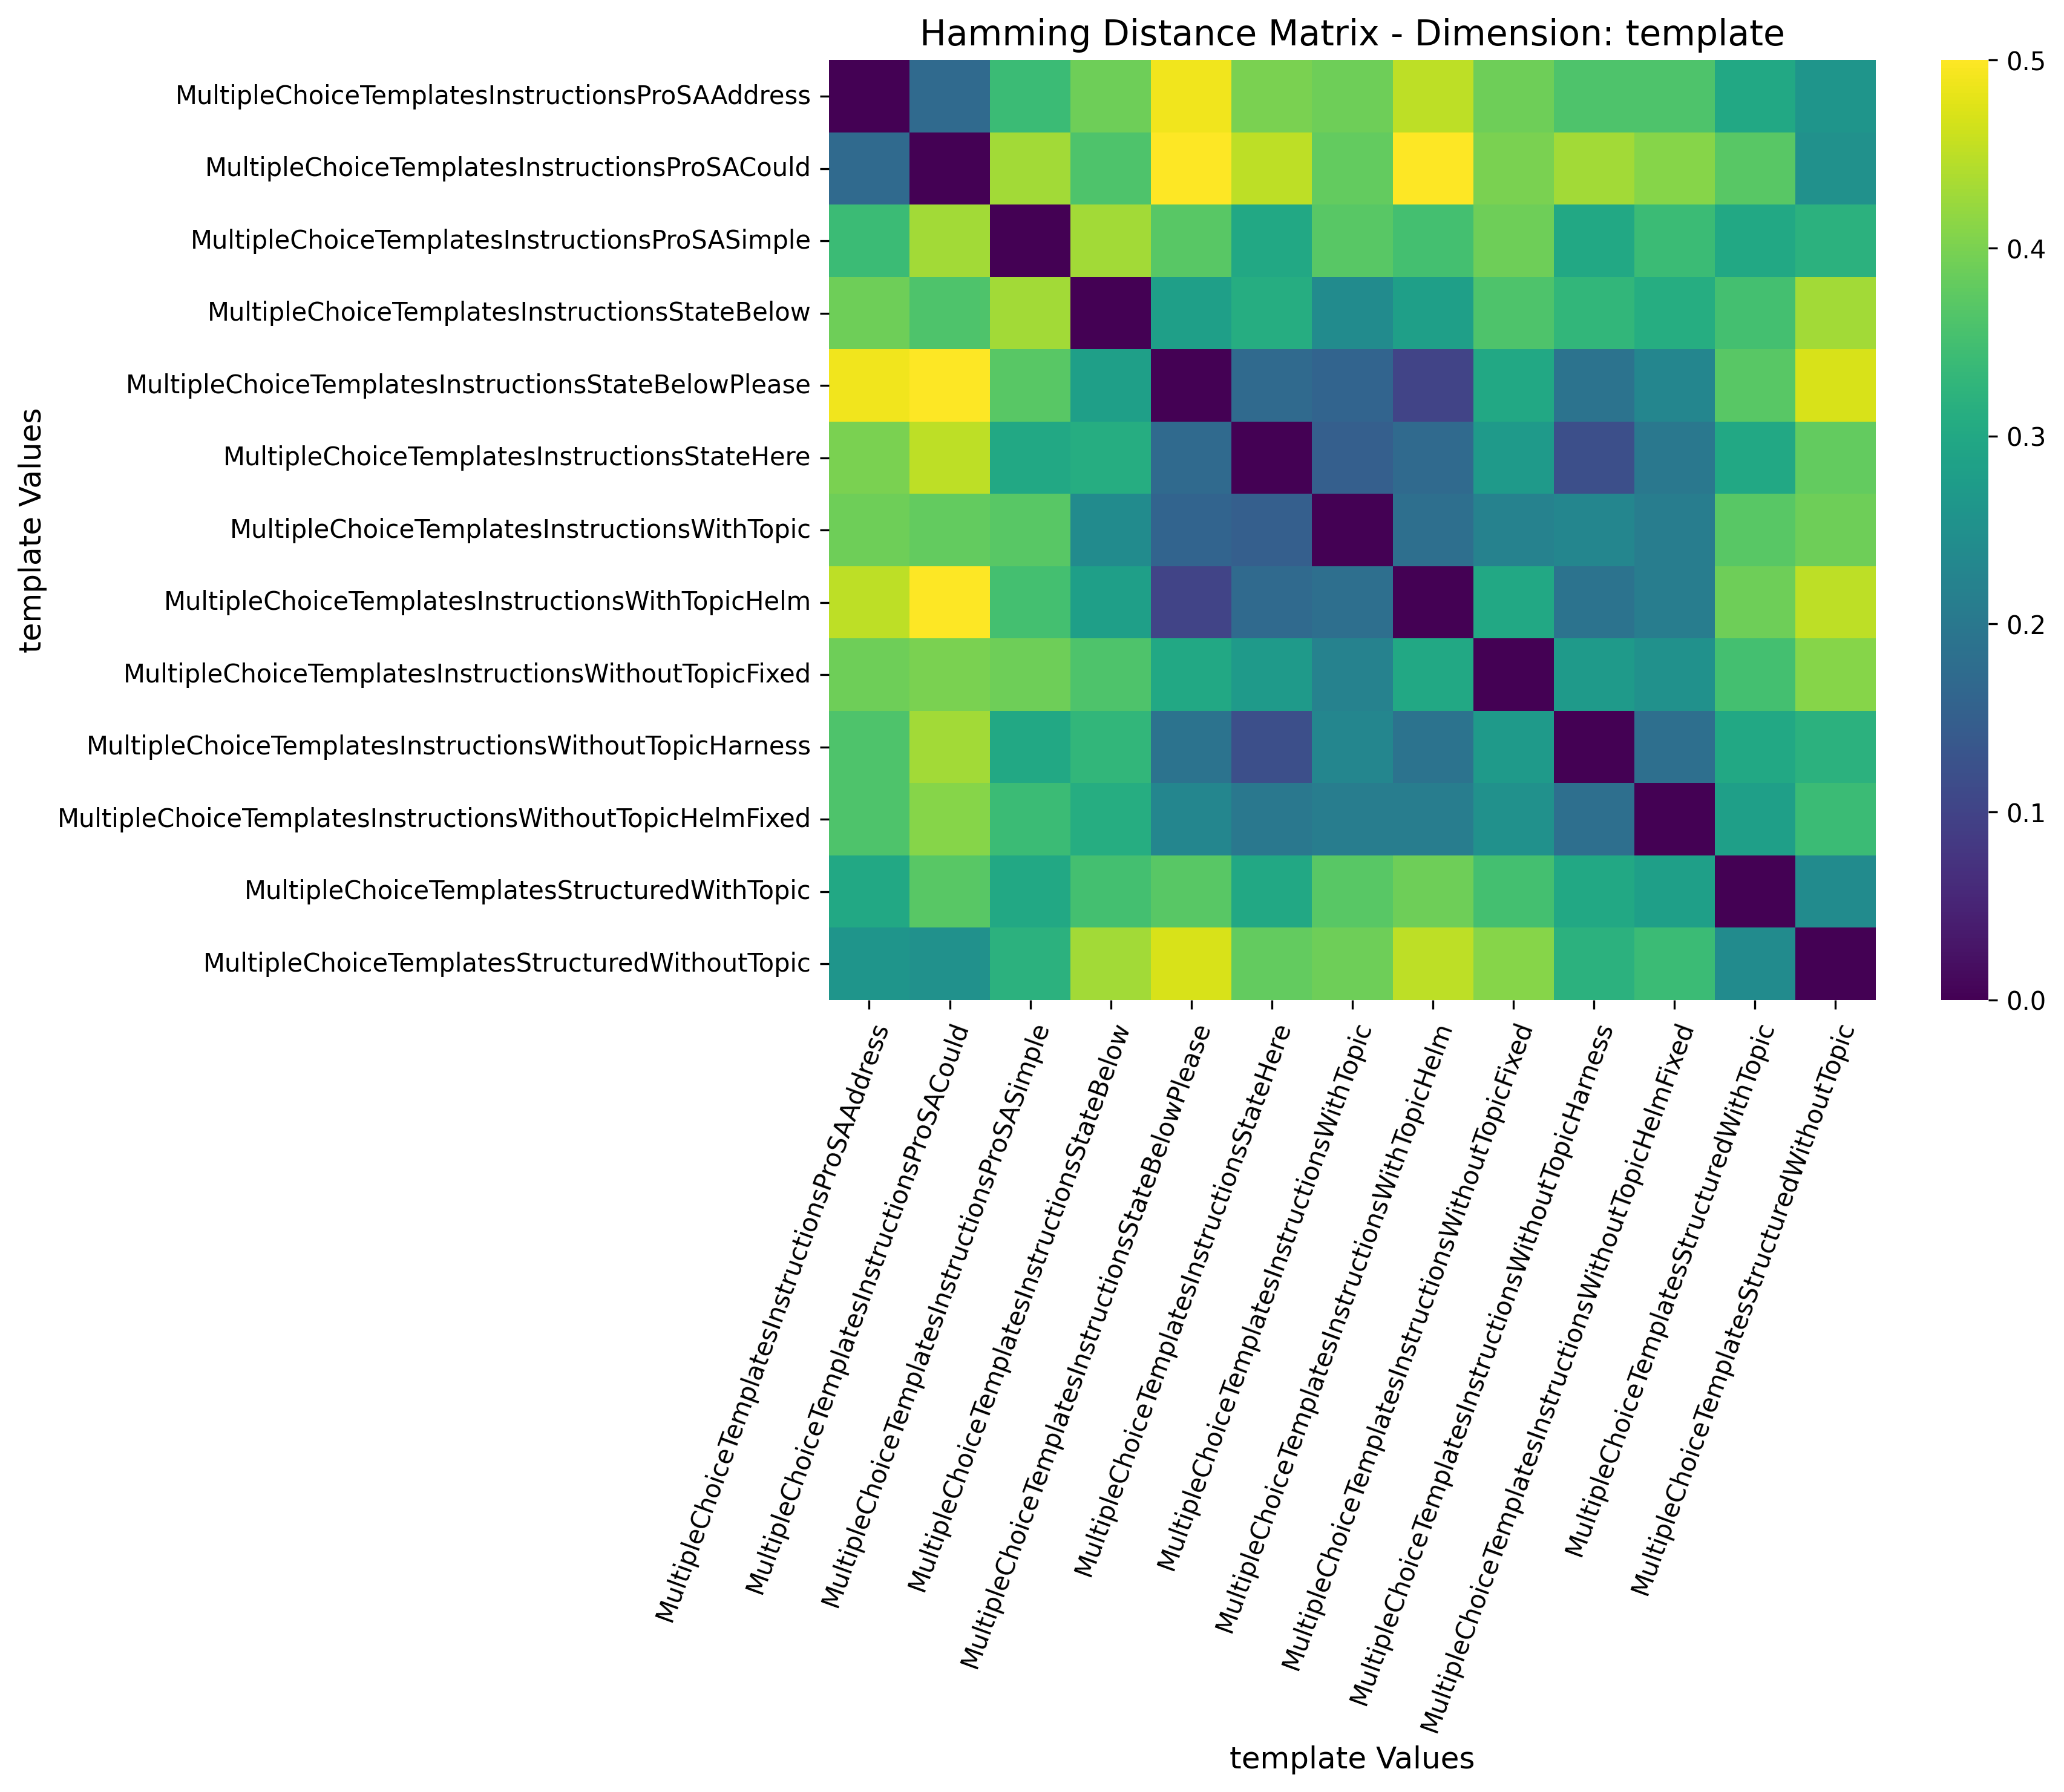 Hamming Distance Matrix - Dimension: template
template Values
MultipleChoiceTemplatesInstructionsProSAAddress
MultipleChoiceTemplatesInstructionsProSACould
MultipleChoiceTemplatesInstructionsProSASimple
MultipleChoiceTemplatesInstructionsStateBelow
MultipleChoiceTemplatesInstructionsStateBelowPlease
MultipleChoiceTemplatesInstructionsStateHere
MultipleChoiceTemplatesInstructionsWithTopic
MultipleChoiceTemplatesInstructionsWithTopicHelm
MultipleChoiceTemplatesInstructionsWithoutTopicFixed
MultipleChoiceTemplatesInstructionsWithoutTopicHarness
MultipleChoiceTemplatesInstructionsWithoutTopicHelmFixed
MultipleChoiceTemplatesStructuredWithTopic
MultipleChoiceTemplatesStructuredWithoutTopic
0.5
0.4
0.3
0.2
0.1
0.0
MultipleChoiceTemplatesInstructionsProSAAddress
MultipleChoiceTemplatesInstructionsProSACould
MultipleChoiceTemplatesInstructionsProSASimple
MultipleChoiceTemplatesInstructionsStateBelow
MultipleChoiceTemplatesInstructionsStateBelowPlease
MultipleChoiceTemplatesInstructionsStateHere
MultipleChoiceTemplatesInstructionsWithTopic
MultipleChoiceTemplatesInstructionsWithTopicHelm
MultipleChoiceTemplatesInstructionsWithoutTopicFixed
MultipleChoiceTemplatesInstructionsWithoutTopicHarness
MultipleChoiceTemplatesInstructionsWithoutTopicHelmFixed
MultipleChoiceTemplatesStructuredWithTopic
MultipleChoiceTemplatesStructuredWithoutTopic
template Values